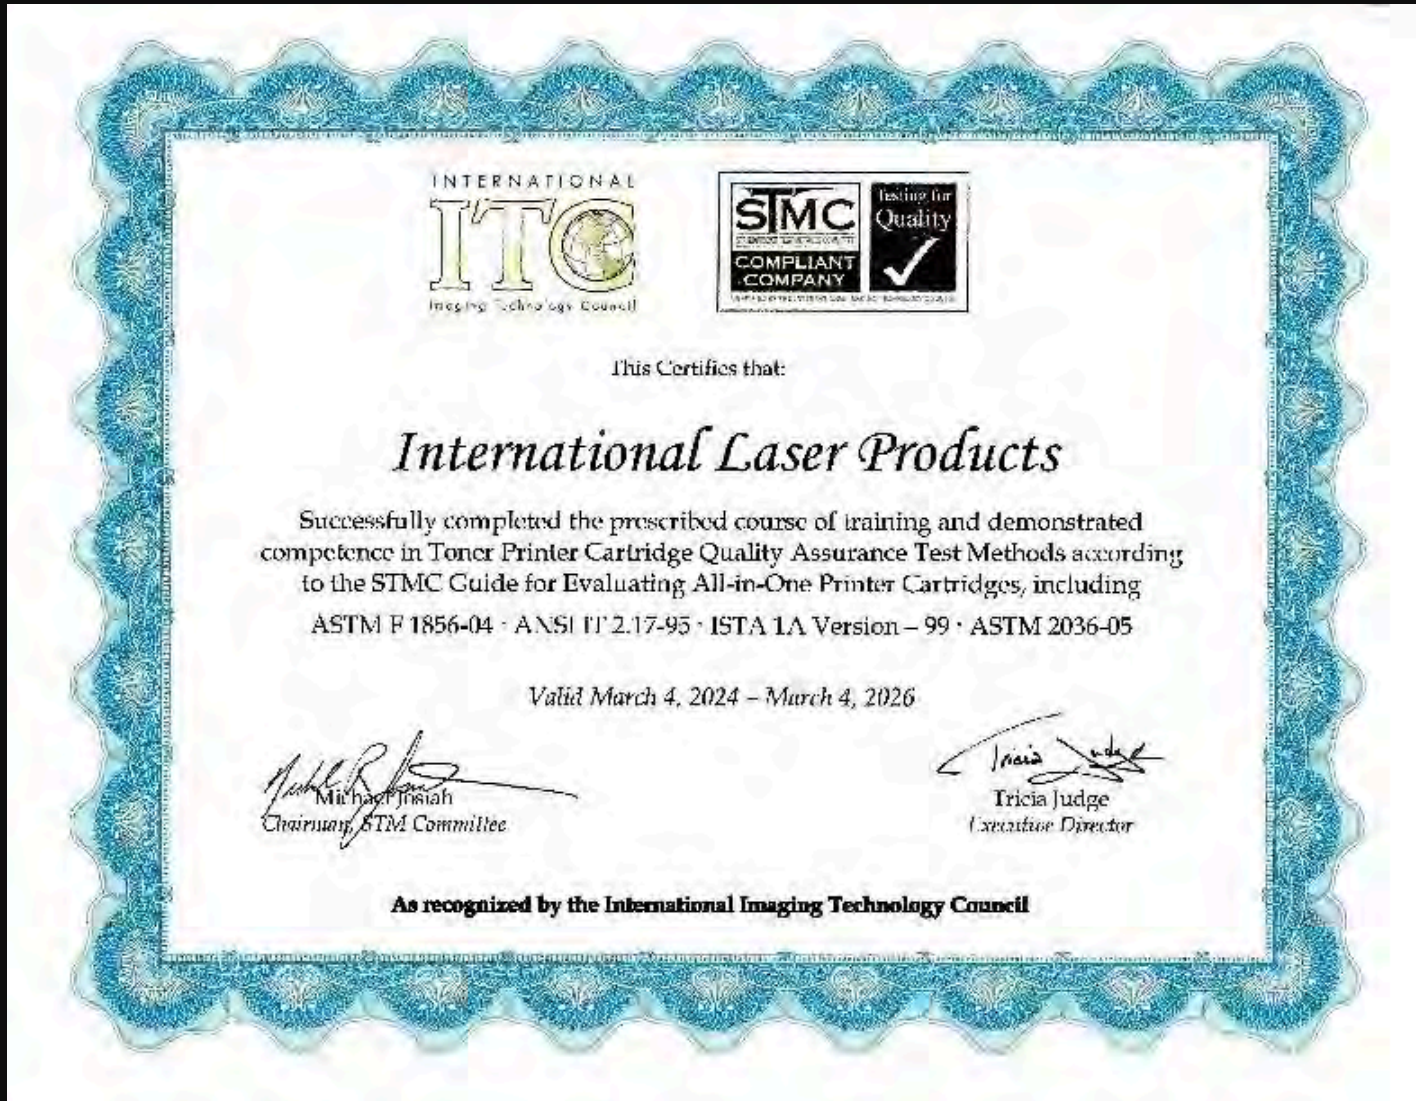 INTERNATIONAL
ITC
Imaging Technology Council
STMC
COMPLIANT
COMPANY
Testing for
Quality
This Certifies that:
International Laser Products
Successfully completed the prescribed course of training and demonstrated
competence in Toner Printer Cartridge Quality Assurance Test Methods according
to the STMC Guide for Evaluating All-in-One Printer Cartridges, including
ASTM F 1856-04 · ANSI IT 2.17-95 · ISTA 1A Version – 99 · ASTM 2036-05
Valid March 4, 2024 – March 4, 2026
Michael Josiah
Chairman, STM Committee
Tricia Judge
Tricia Judge
Executive Director
As recognized by the International Imaging Technology Council